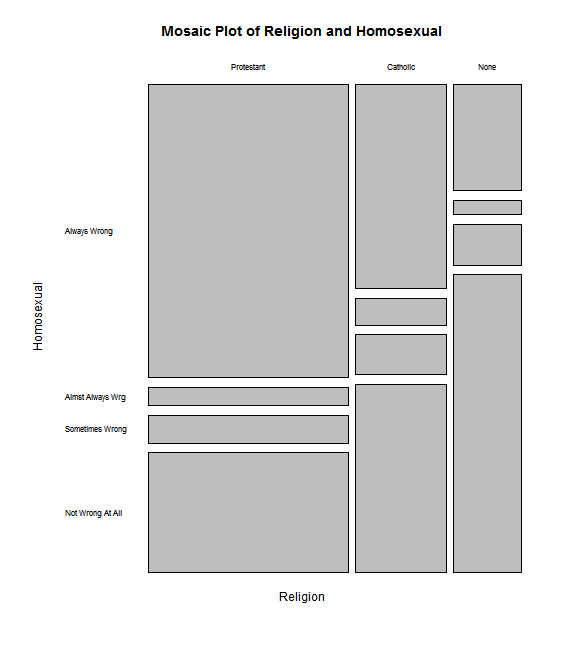 Mosaic Plot of Religion and Homosexual
Protestant Catholic None
Always Wrong
Homosexual
Almst Always Wrg
Sometimes Wrong
Not Wrong At All
Religion